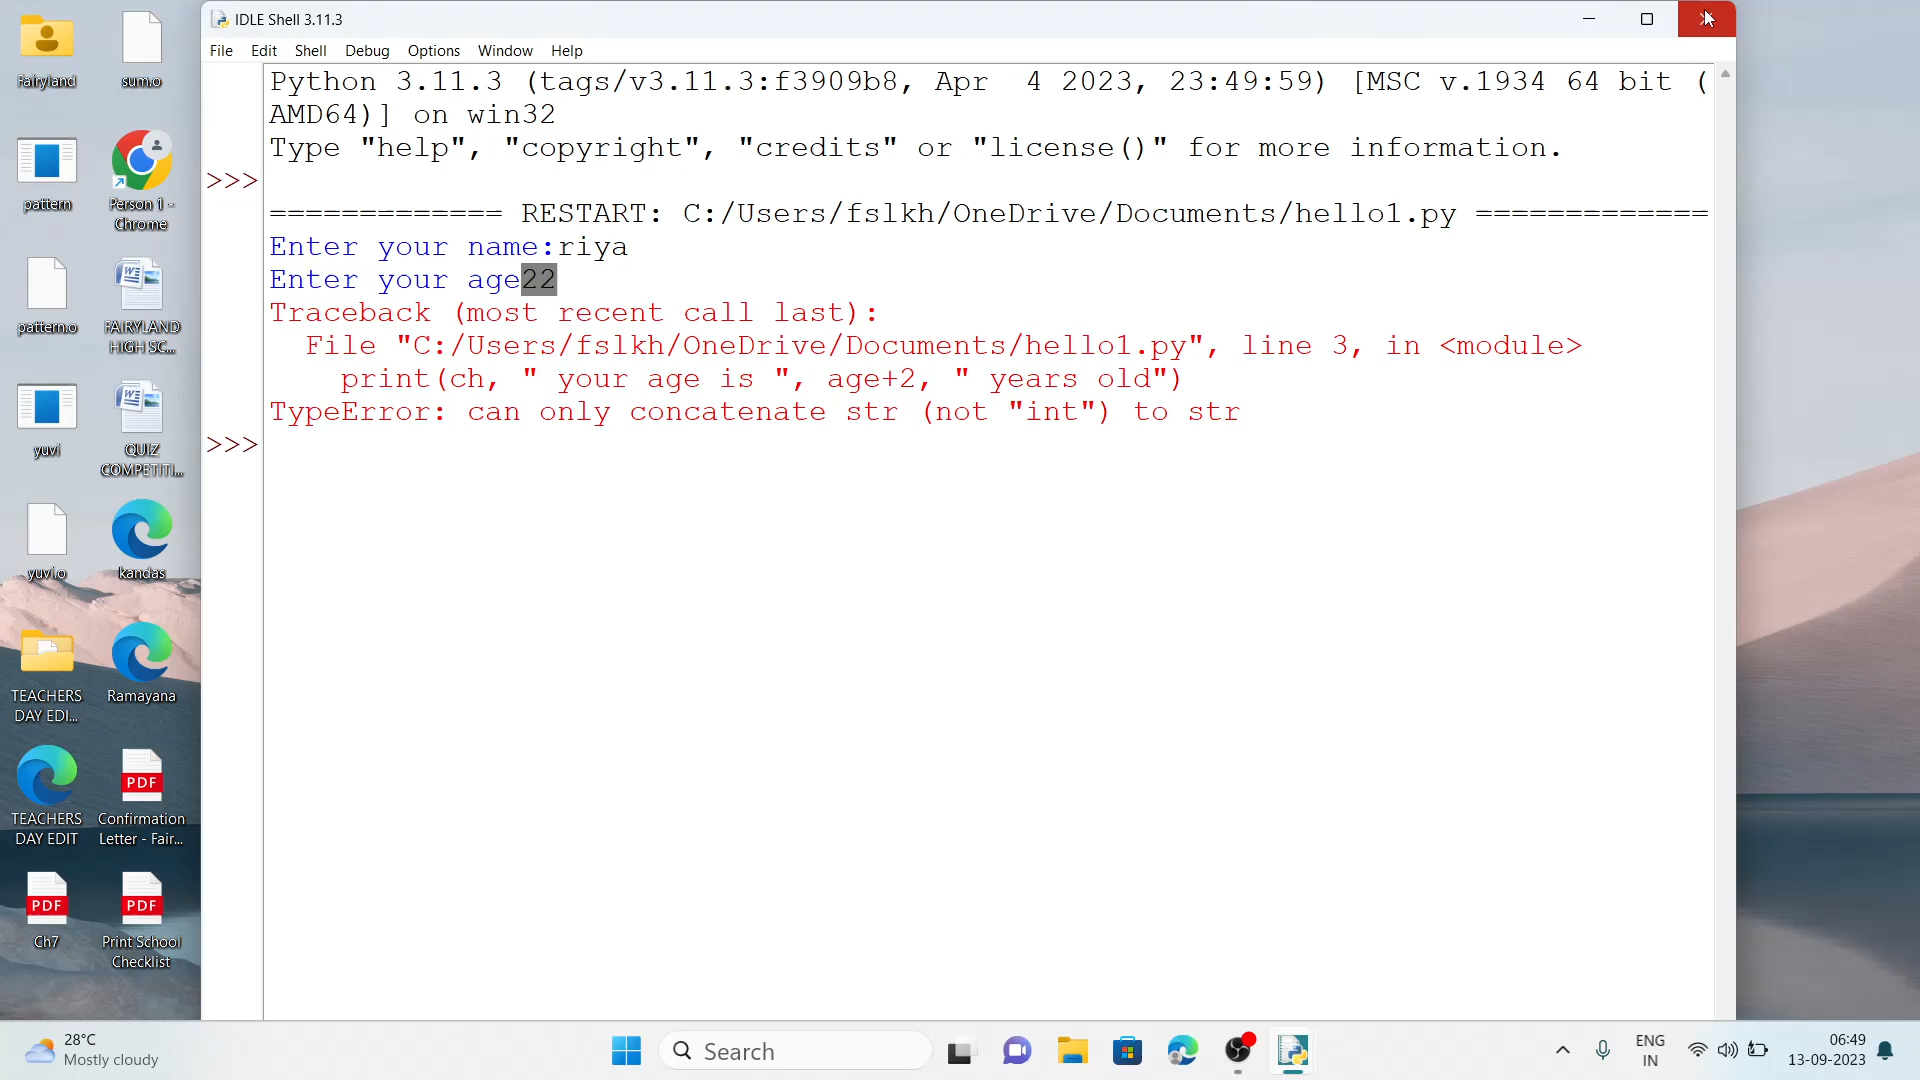 IDLE Shell 3.11.3
File Edit Shell Debug Options Window Help
Python 3.11.3 (tags/v3.11.3:f3909b8, Apr  4 2023, 23:49:59) [MSC v.1934 64 bit (
AMD64)] on win32
Type "help", "copyright", "credits" or "license()" for more information.
>>>
============= RESTART: C:/Users/fslkh/OneDrive/Documents/hello1.py =============
Enter your name:riya
Enter your age22
Traceback (most recent call last):
  File "C:/Users/fslkh/OneDrive/Documents/hello1.py", line 3, in <module>
    print(ch, " your age is ", age+2, " years old")
TypeError: can only concatenate str (not "int") to str
>>>
Fairyland
sum.o
pattern
Person 1 -
Chrome
pattern.o
FAIRYLAND
HIGH SC...
yuvi
QUIZ
COMPETITI...
yuvi.o
kandas
TEACHERS
DAY EDI...
Ramayana
TEACHERS
DAY EDIT
PDF
Confirmation
Letter - Fair...
PDF
Ch7
PDF
Print School
Checklist
28°C
Mostly cloudy
Search
ENG
IN
06:49
13-09-2023